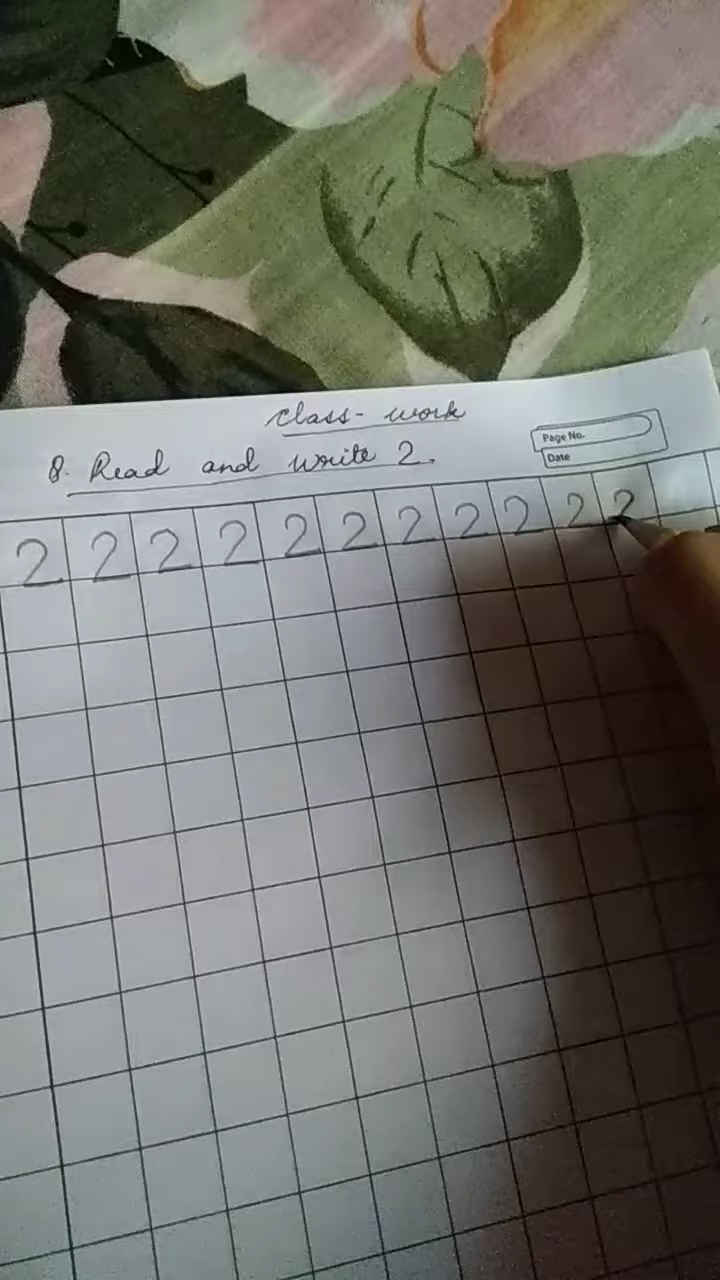 class-work
Page No.
8. Read and write 2.
Date
2 2 2 2 2 2 2 2 2 2 2